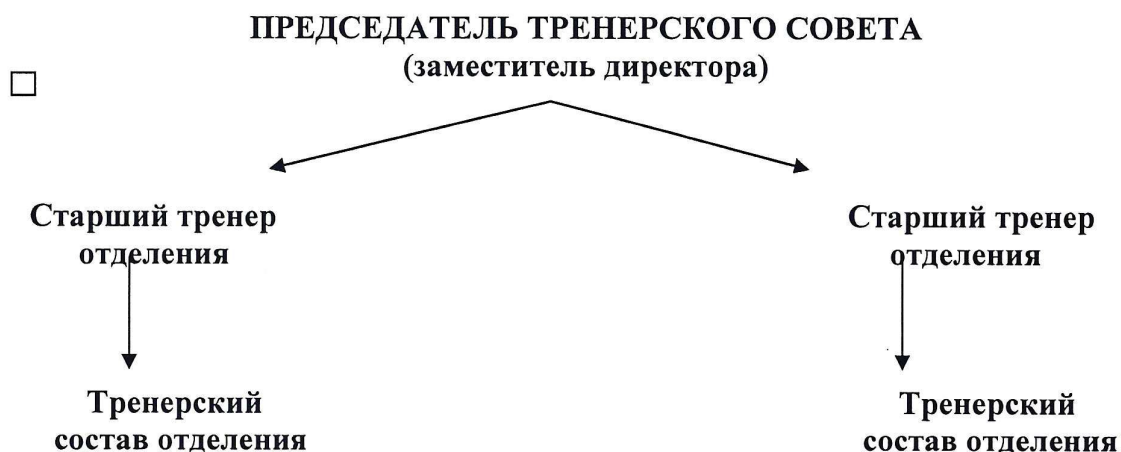 ПРЕДСЕДАТЕЛЬ ТРЕНЕРСКОГО СОВЕТА
(заместитель директора)
Старший тренер
отделения
Старший тренер
отделения
Тренерский
состав отделения
Тренерский
состав отделения